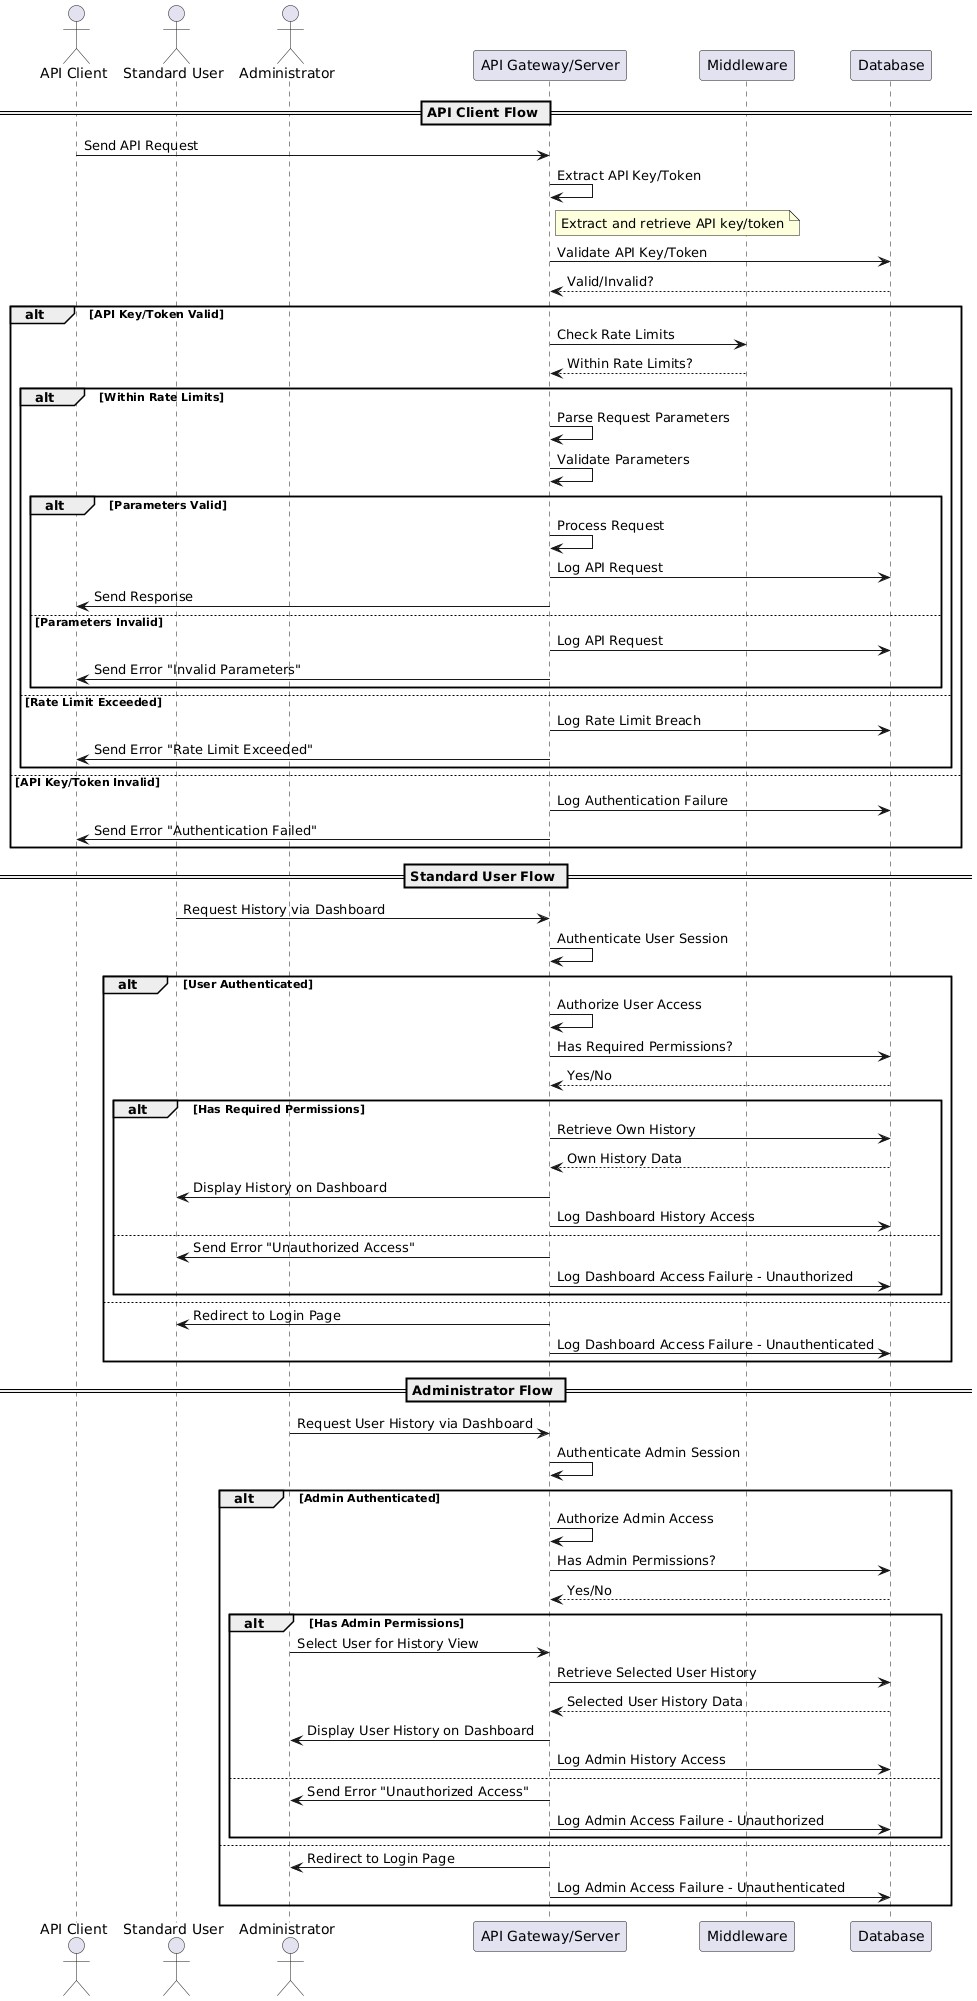 API Client
Standard User
Administrator
API Gateway/Server
Middleware
Database
API Client Flow
Send API Request
Extract API Key/Token
Extract and retrieve API key/token
Validate API Key/Token
Valid/Invalid?
alt [API Key/Token Valid]
Check Rate Limits
Within Rate Limits?
alt [Within Rate Limits]
Parse Request Parameters
Validate Parameters
alt [Parameters Valid]
Process Request
Log API Request
Send Response
[Parameters Invalid]
Log API Request
Send Error "Invalid Parameters"
[Rate Limit Exceeded]
Log Rate Limit Breach
Send Error "Rate Limit Exceeded"
[API Key/Token Invalid]
Log Authentication Failure
Send Error "Authentication Failed"
Standard User Flow
Request History via Dashboard
Authenticate User Session
alt [User Authenticated]
Authorize User Access
Has Required Permissions?
Yes/No
alt [Has Required Permissions]
Retrieve Own History
Own History Data
Display History on Dashboard
Log Dashboard History Access
Send Error "Unauthorized Access"
Log Dashboard Access Failure - Unauthorized
Redirect to Login Page
Log Dashboard Access Failure - Unauthenticated
Administrator Flow
Request User History via Dashboard
Authenticate Admin Session
alt [Admin Authenticated]
Authorize Admin Access
Has Admin Permissions?
Yes/No
alt [Has Admin Permissions]
Select User for History View
Retrieve Selected User History
Selected User History Data
Display User History on Dashboard
Log Admin History Access
Send Error "Unauthorized Access"
Log Admin Access Failure - Unauthorized
Redirect to Login Page
Log Admin Access Failure - Unauthenticated
API Client
Standard User
Administrator
API Gateway/Server
Middleware
Database